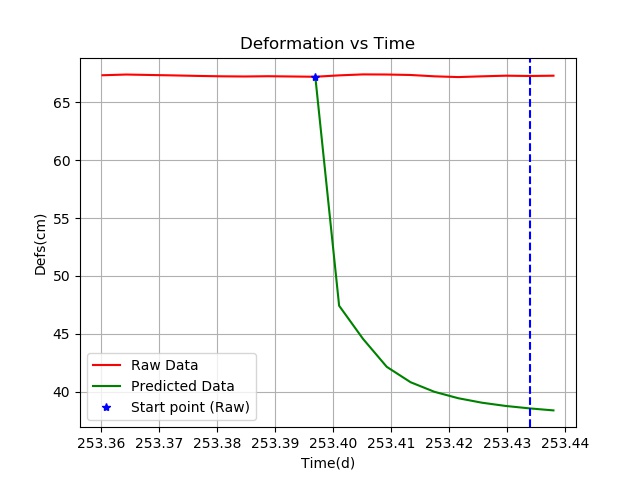 Deformation vs Time
Defs(cm)
65
60
55
50
45
40
Raw Data
Predicted Data
Start point (Raw)
253.36 253.37 253.38 253.39 253.40 253.41 253.42 253.43 253.44
Time(d)